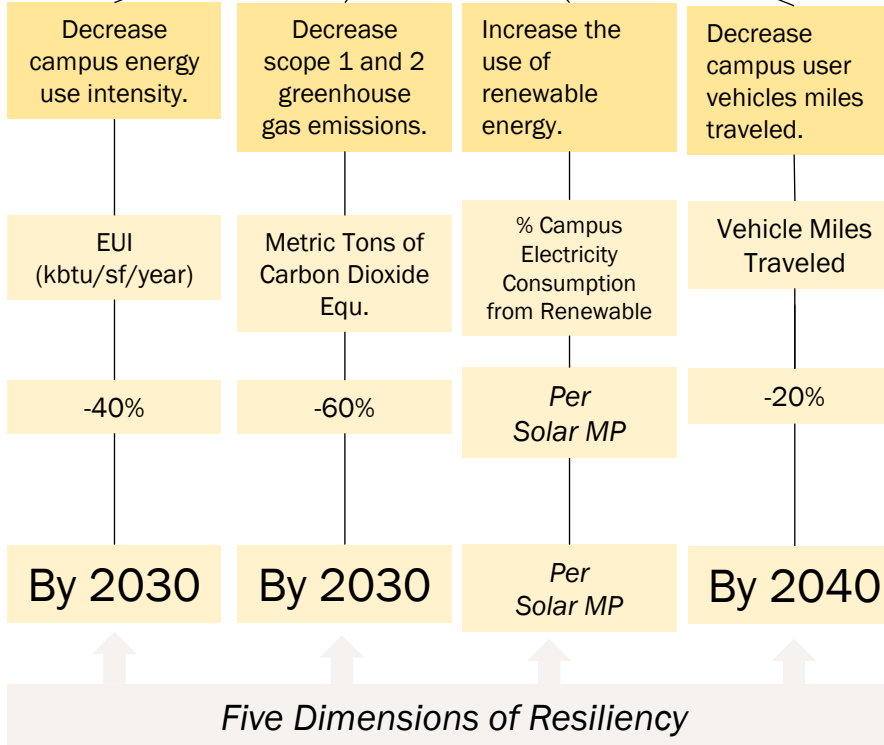 Decrease
campus energy
use intensity.
Decrease
scope 1 and 2
greenhouse
gas emissions.
Increase the
use of
renewable
energy.
Decrease
campus user
vehicles miles
traveled.
EUI
(kbtu/sf/year)
Metric Tons of
Carbon Dioxide
Equ.
% Campus
Electricity
Consumption
from Renewable
Vehicle Miles
Traveled
-40%
-60%
Per
Solar MP
-20%
By 2030
By 2030
Per
Solar MP
By 2040
Five Dimensions of Resiliency